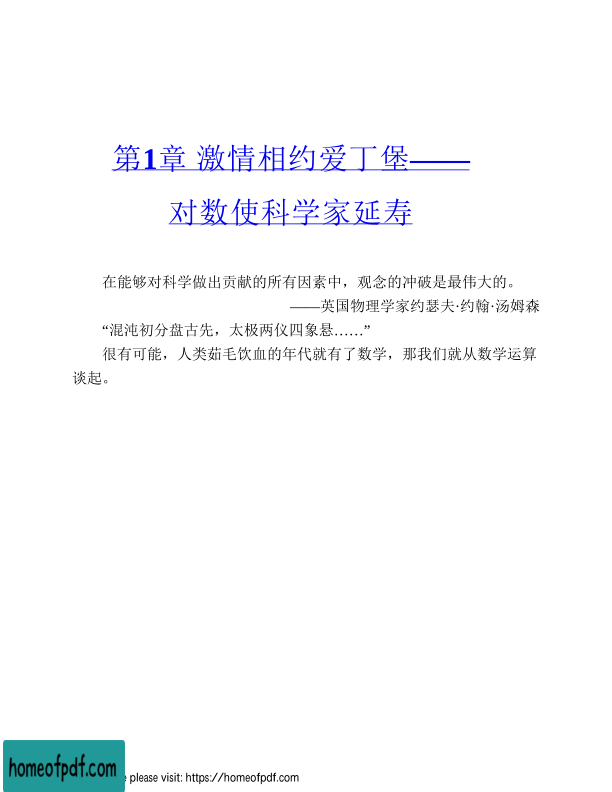 第1章 激情相约爱丁堡——
对数使科学家延寿
在能够对科学做出贡献的所有因素中，观念的冲破是最伟大的。
——英国物理学家约瑟夫·约翰·汤姆森
“混沌初分盘古先，太极两仪四象悬……”
很有可能，人类茹毛饮血的年代就有了数学，那我们就从数学运算
谈起。
homeofpdf.com
e please visit: https://homeofpdf.com